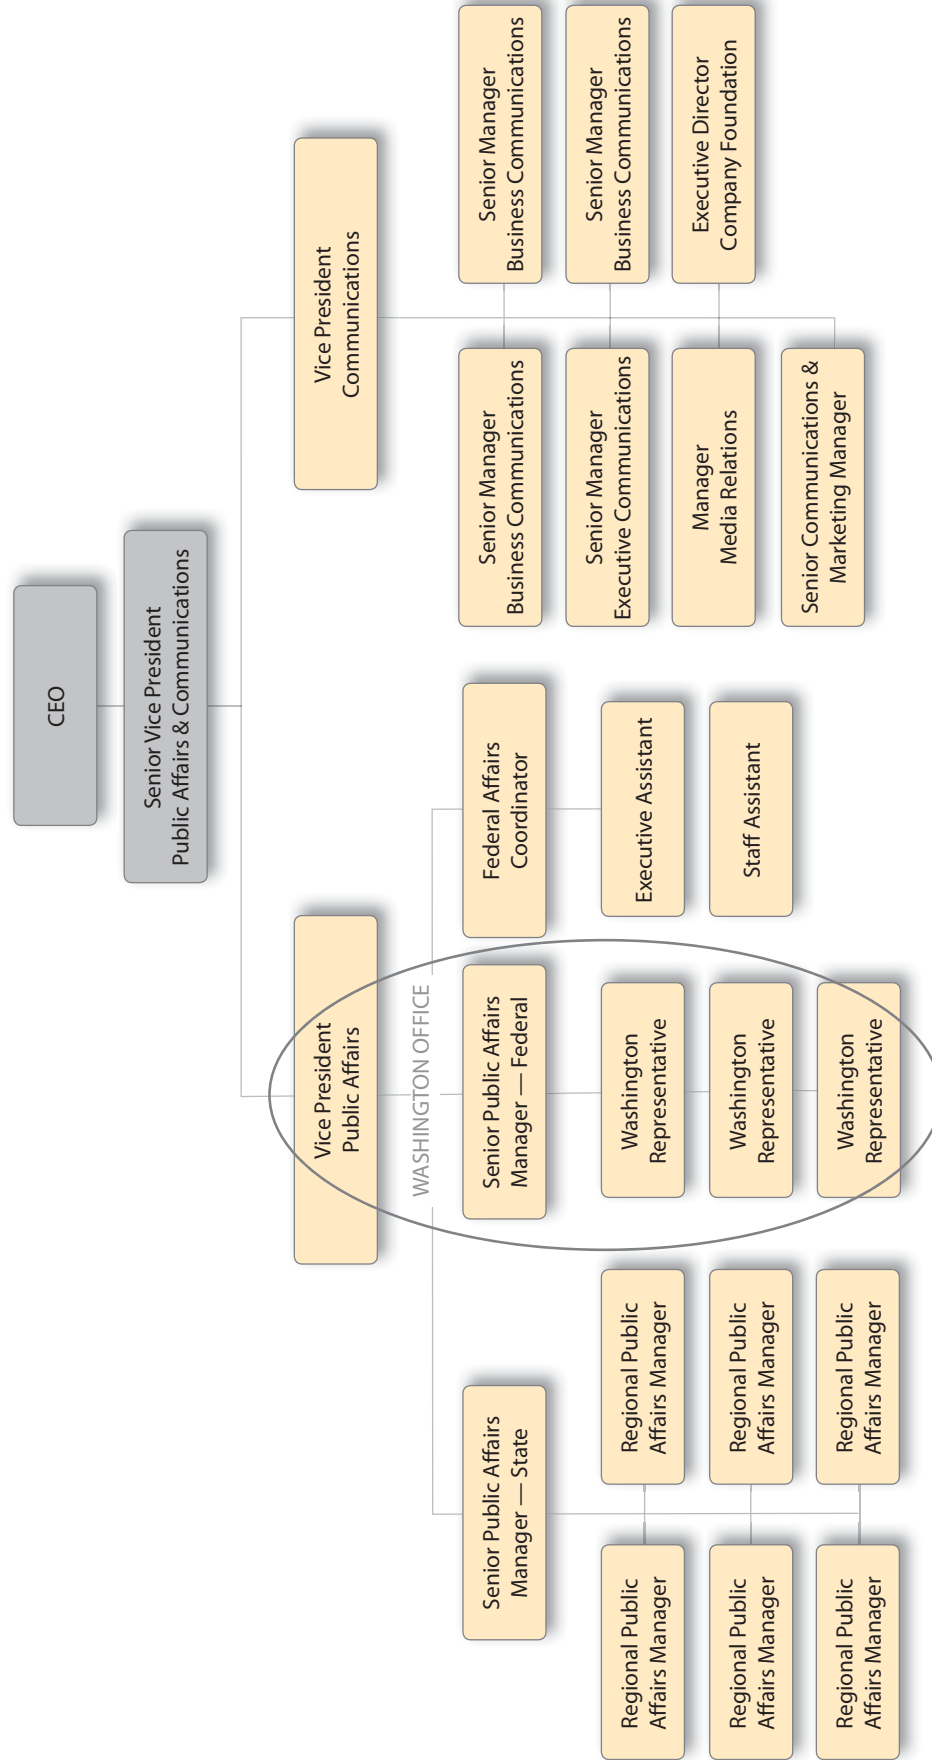 CEO
Senior Vice President
Public Affairs & Communications
Vice President
Public Affairs
Vice President
Communications
WASHINGTON OFFICE
Senior Public Affairs
Manager — State
Senior Public Affairs
Manager — Federal
Federal Affairs
Coordinator
Regional Public
Affairs Manager
Regional Public
Affairs Manager
Regional Public
Affairs Manager
Regional Public
Affairs Manager
Regional Public
Affairs Manager
Regional Public
Affairs Manager
Washington
Representative
Washington
Representative
Washington
Representative
Executive Assistant
Staff Assistant
Senior Manager
Business Communications
Senior Manager
Business Communications
Senior Manager
Executive Communications
Senior Manager
Business Communications
Manager
Media Relations
Executive Director
Company Foundation
Senior Communications &
Marketing Manager